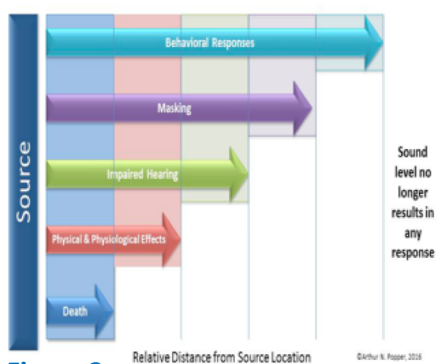 Source
Behavioral Responses
Masking
Impaired Hearing
Physical & Physiological Effects
Death
Sound
level no
longer
results in
any
response
Relative Distance from Source Location
©Arthur N. Popper, 2016